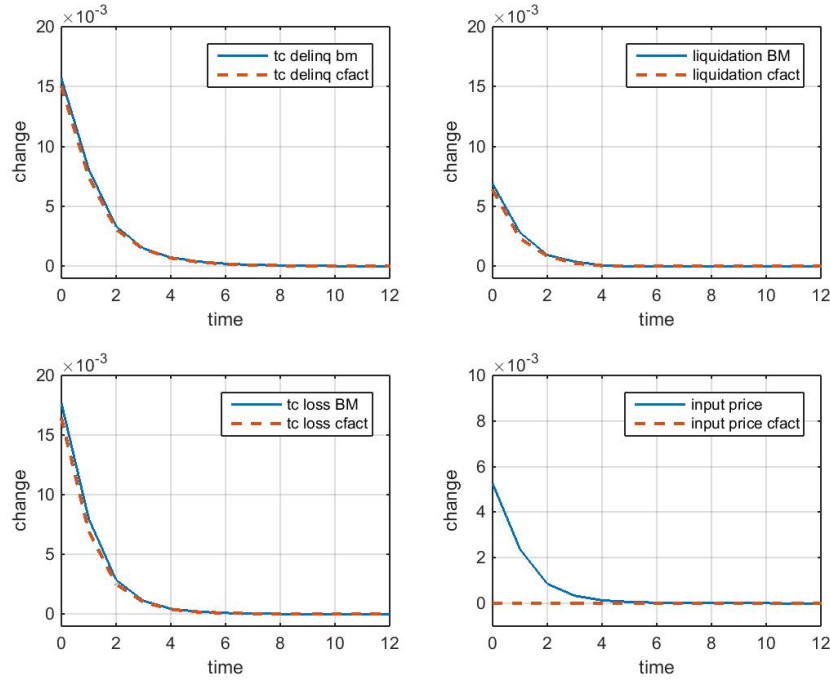 ×10⁻³
20
15
10
5
0
change
0 2 4 6 8 10 12
time
tc delinq bm
tc delinq cfact
×10⁻³
20
15
10
5
0
change
0 2 4 6 8 10 12
time
liquidation BM
liquidation cfact
×10⁻³
20
15
10
5
0
change
0 2 4 6 8 10 12
time
tc loss BM
tc loss cfact
×10⁻³
10
8
6
4
2
0
change
0 2 4 6 8 10 12
time
input price
input price cfact